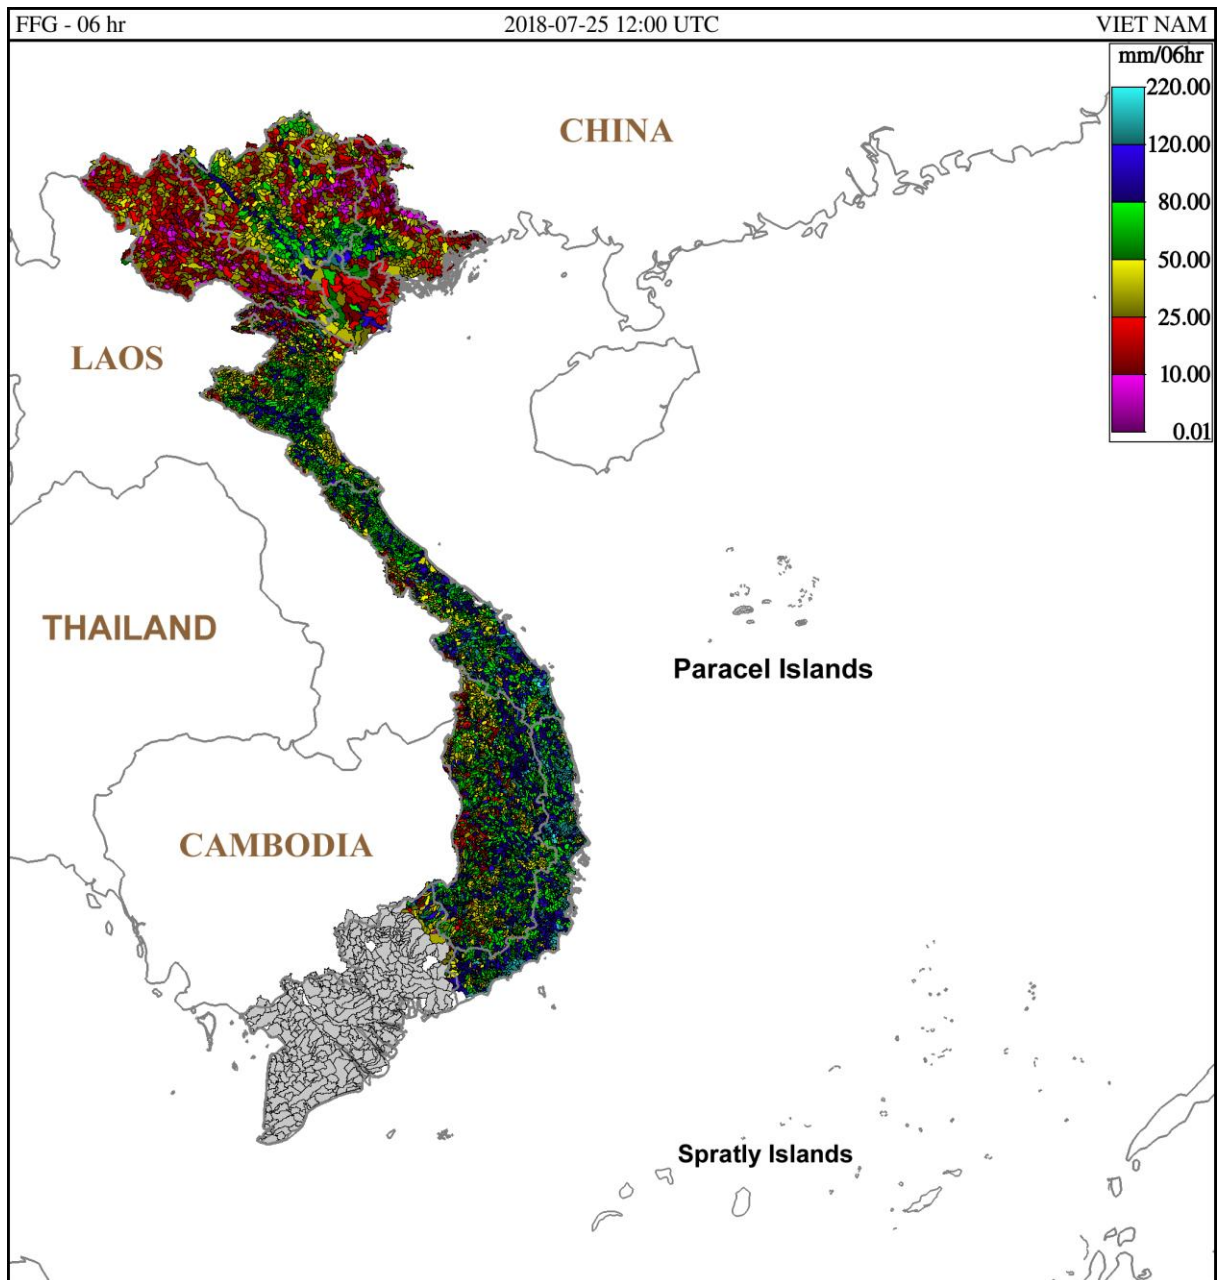 FFG - 06 hr 2018-07-25 12:00 UTC VIET NAM
mm/06hr
220.00
120.00
80.00
50.00
25.00
10.00
0.01
CHINA
LAOS
THAILAND
Paracel Islands
CAMBODIA
Spratly Islands